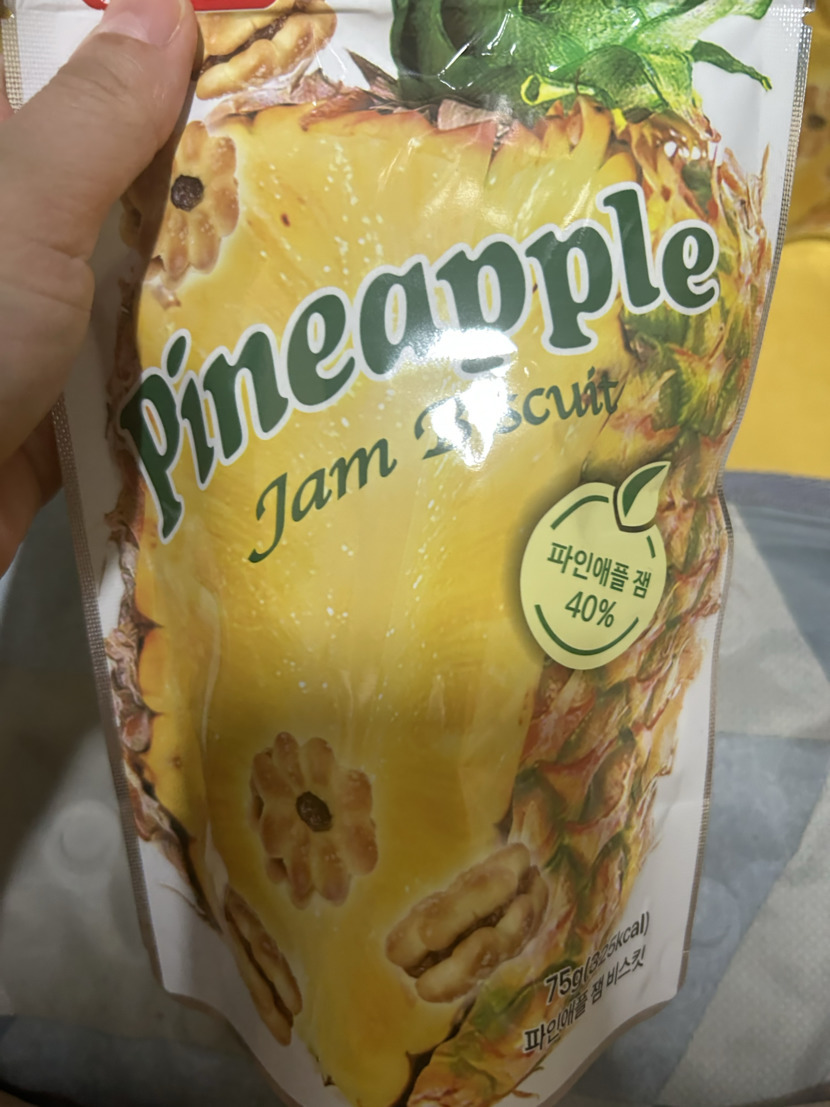 Pineapple
Jam Biscuit
파인애플 잼
40%
75g(325kcal)
파인애플 잼 비스킷